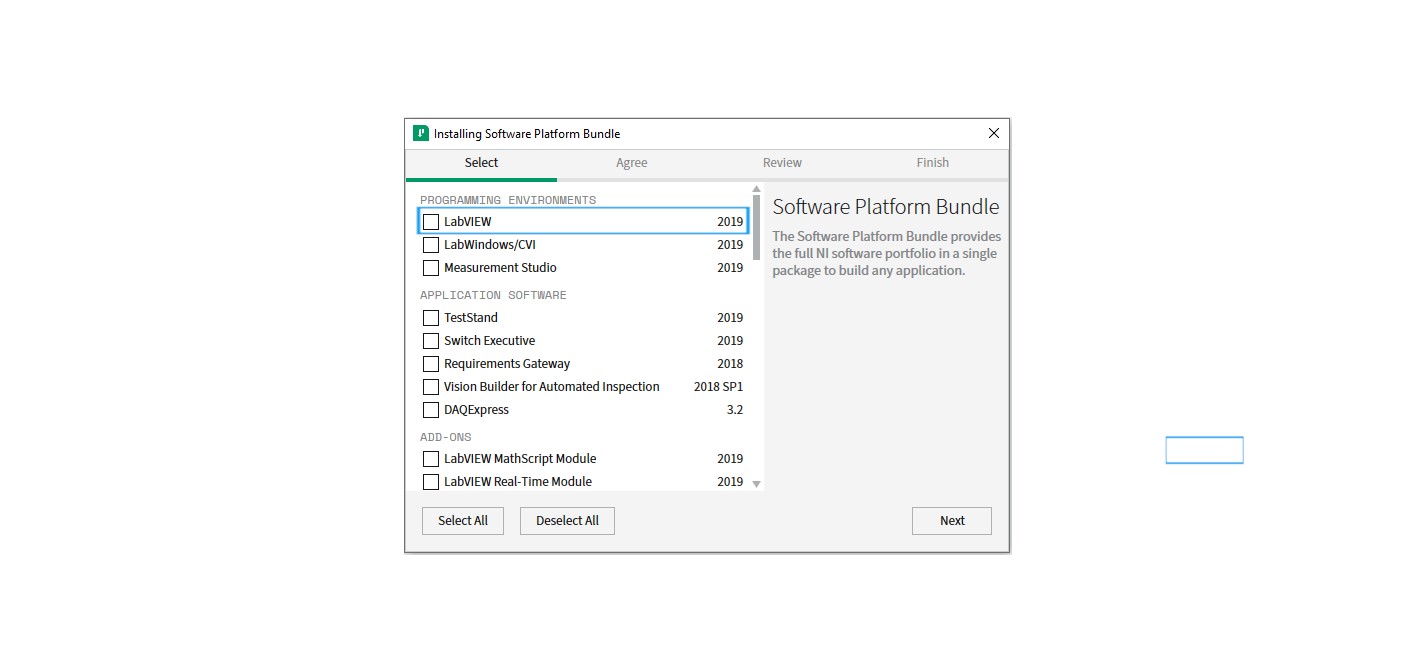 Installing Software Platform Bundle
Select Agree Review Finish
PROGRAMMING ENVIRONMENTS
LabVIEW 2019
LabWindows/CVI 2019
Measurement Studio 2019
APPLICATION SOFTWARE
TestStand 2019
Switch Executive 2019
Requirements Gateway 2018
Vision Builder for Automated Inspection 2018 SP1
DAQExpress 3.2
ADD-ONS
LabVIEW MathScript Module 2019
LabVIEW Real-Time Module 2019
Software Platform Bundle
The Software Platform Bundle provides
the full NI software portfolio in a single
package to build any application.
Select All Deselect All Next